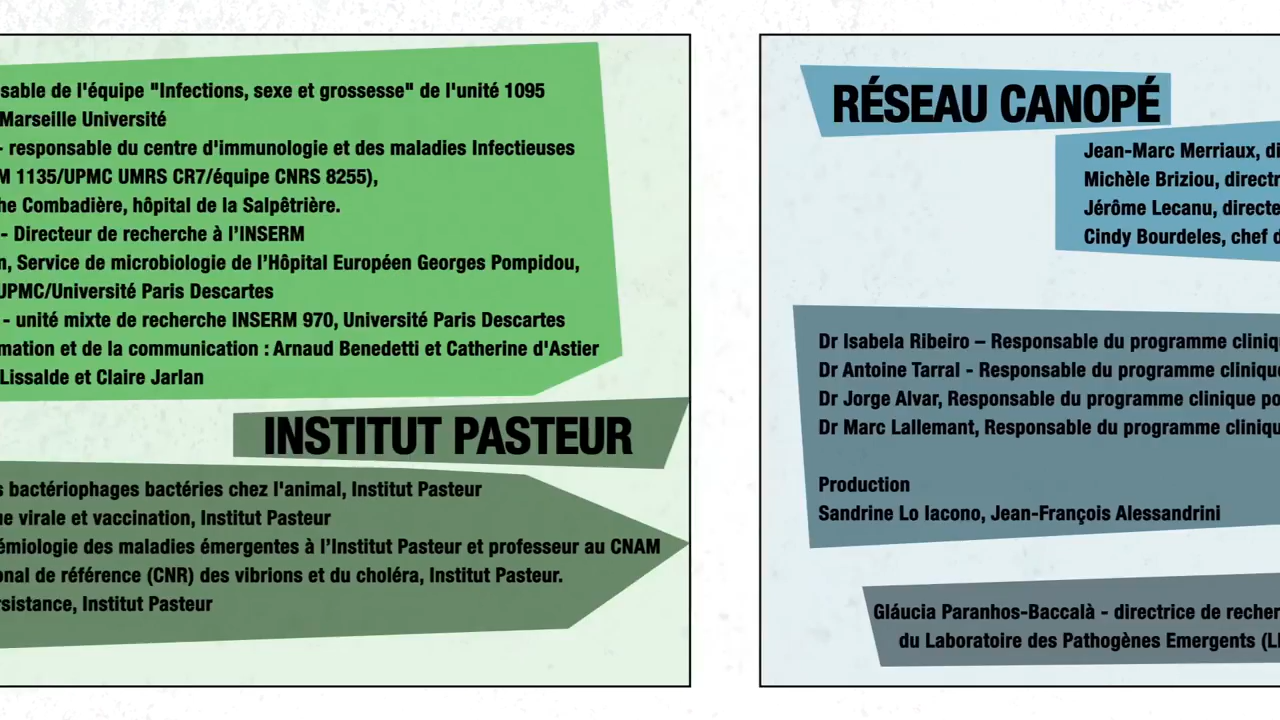 sable de l'équipe "Infections, sexe et grossesse" de l'unité 1095
Marseille Université
- responsable du centre d'immunologie et des maladies Infectieuses
M 1135/UPMC UMRS CR7/équipe CNRS 8255),
he Combadière, hôpital de la Salpêtrière.
- Directeur de recherche à l'INSERM
n, Service de microbiologie de l'Hôpital Européen Georges Pompidou,
UPMC/Université Paris Descartes
- unité mixte de recherche INSERM 970, Université Paris Descartes
mation et de la communication : Arnaud Benedetti et Catherine d'Astier
Lissalde et Claire Jarlan
INSTITUT PASTEUR
s bactériophages bactéries chez l'animal, Institut Pasteur
ue virale et vaccination, Institut Pasteur
émiologie des maladies émergentes à l'Institut Pasteur et professeur au CNAM
onal de référence (CNR) des vibrions et du choléra, Institut Pasteur.
rsistance, Institut Pasteur
RÉSEAU CANOPÉ
Jean-Marc Merriaux, di
Michèle Briziou, directr
Jérôme Lecanu, directe
Cindy Bourdeles, chef d
Dr Isabela Ribeiro – Responsable du programme cliniqu
Dr Antoine Tarral - Responsable du programme clinique
Dr Jorge Alvar, Responsable du programme clinique po
Dr Marc Lallemant, Responsable du programme cliniqu
Production
Sandrine Lo Iacono, Jean-François Alessandrini
Gláucia Paranhos-Baccalà - directrice de recher
du Laboratoire des Pathogènes Emergents (L